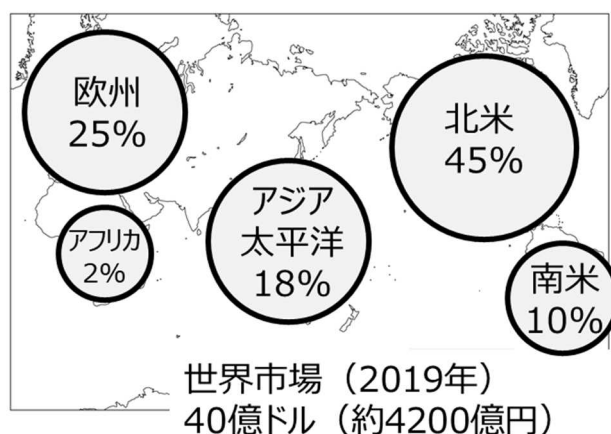 欧州
25%
北米
45%
アジア
太平洋
18%
アフリカ
2%
南米
10%
世界市場（2019年）
40億ドル（約4200億円）